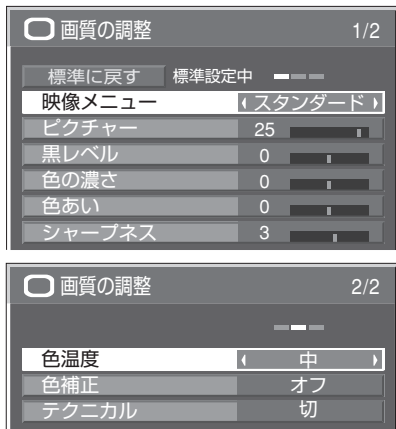 画質の調整 1/2
標準に戻す 標準設定中
映像メニュー スタンダード
ピクチャー 25
黒レベル 0
色の濃さ 0
色あい 0
シャープネス 3
画質の調整 2/2
色温度 中
色補正 オフ
テクニカル 切